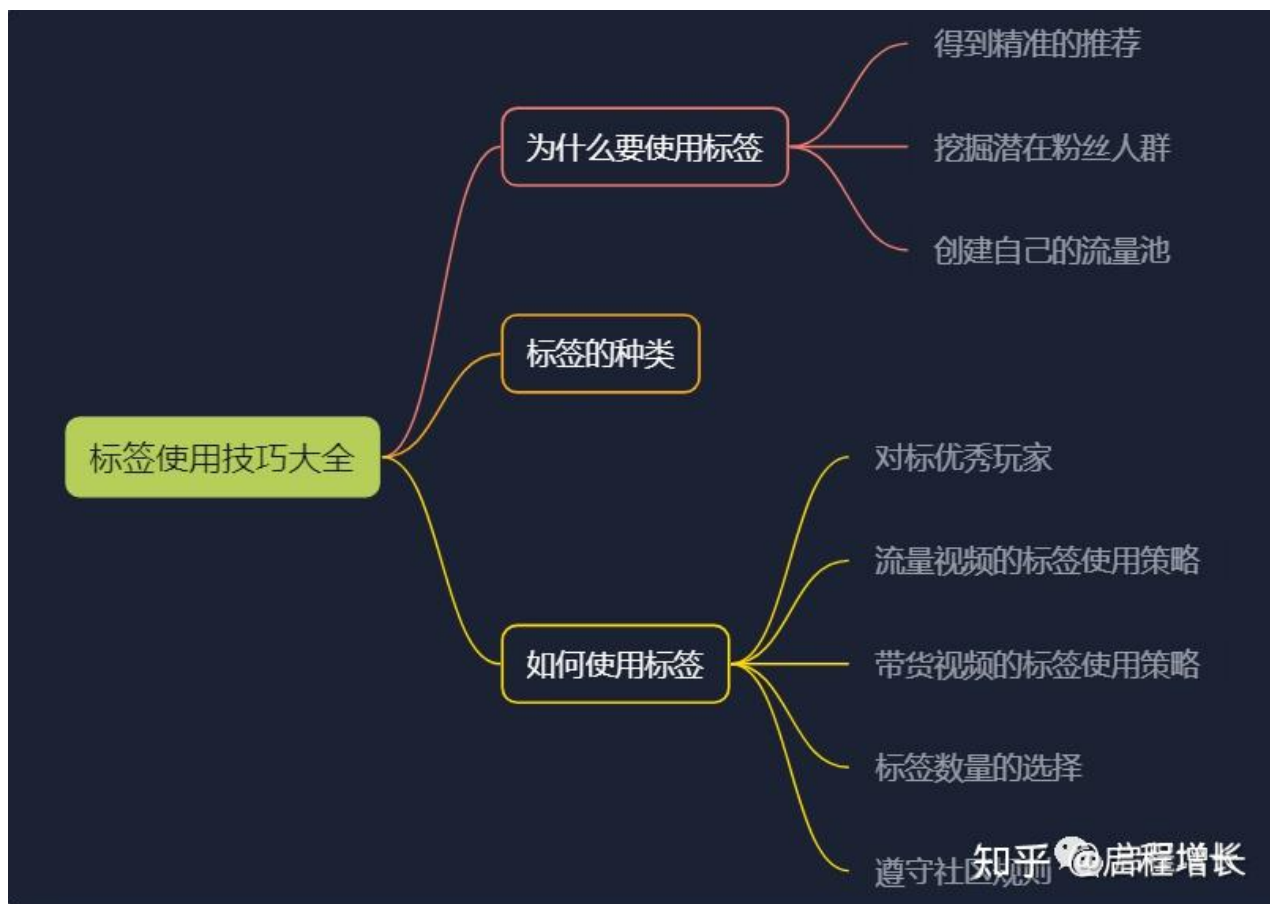 标签使用技巧大全
为什么要使用标签
得到精准的推荐
挖掘潜在粉丝人群
创建自己的流量池
标签的种类
如何使用标签
对标优秀玩家
流量视频的标签使用策略
带货视频的标签使用策略
标签数量的选择
遵守社区规则
知乎 @启程增长